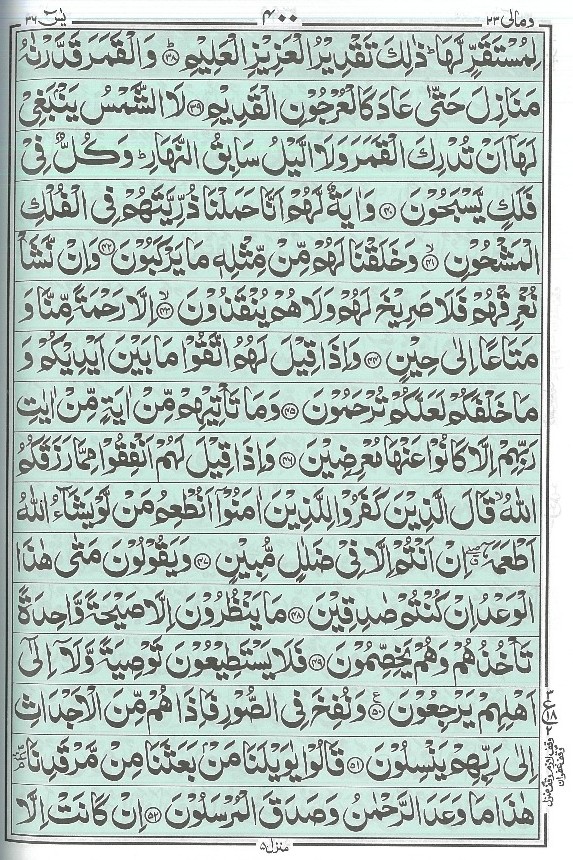 ومالی ٢٣ ٤٠٠ یٰسٓ ٣٦
لِمُسْتَقَرٍّ لَّهَا ؕ ذٰلِكَ تَقْدِيْرُ الْعَزِيْزِ الْعَلِيْمِ ؕ ﴿٣٨﴾ وَالْقَمَرَ قَدَّرْنٰهُ
مَنَازِلَ حَتّٰى عَادَ كَالْعُرْجُوْنِ الْقَدِيْمِ ﴿٣٩﴾ لَا الشَّمْسُ يَنْۢبَغِيْ
لَهَاۤ اَنْ تُدْرِكَ الْقَمَرَ وَلَا الَّيْلُ سَابِقُ النَّهَارِ ؕ وَكُلٌّ فِيْ
فَلَكٍ يَّسْبَحُوْنَ ﴿٤٠﴾ وَاٰيَةٌ لَّهُمْ اَنَّا حَمَلْنَا ذُرِّيَّتَهُمْ فِي الْفُلْكِ
الْمَشْحُوْنِ ۙ ﴿٤١﴾ وَخَلَقْنَا لَهُمْ مِّنْ مِّثْلِهٖ مَا يَرْكَبُوْنَ ﴿٤٢﴾ وَاِنْ نَّشَاْ
نُغْرِقْهُمْ فَلَا صَرِيْخَ لَهُمْ وَلَا هُمْ يُنْقَذُوْنَ ۙ ﴿٤٣﴾ اِلَّا رَحْمَةً مِّنَّا وَ
مَتَاعًا اِلٰى حِيْنٍ ﴿٤٤﴾ وَاِذَا قِيْلَ لَهُمُ اتَّقُوْا مَا بَيْنَ اَيْدِيْكُمْ وَ
مَا خَلْفَكُمْ لَعَلَّكُمْ تُرْحَمُوْنَ ﴿٤٥﴾ وَمَا تَاْتِيْهِمْ مِّنْ اٰيَةٍ مِّنْ اٰيٰتِ
رَبِّهِمْ اِلَّا كَانُوْا عَنْهَا مُعْرِضِيْنَ ﴿٤٦﴾ وَاِذَا قِيْلَ لَهُمْ اَنْفِقُوْا مِمَّا رَزَقَكُمُ
اللّٰهُ ۙ قَالَ الَّذِيْنَ كَفَرُوْا لِلَّذِيْنَ اٰمَنُوْۤا اَنُطْعِمُ مَنْ لَّوْ يَشَآءُ اللّٰهُ
اَطْعَمَهٗۤ ۖ اِنْ اَنْتُمْ اِلَّا فِيْ ضَلٰلٍ مُّبِيْنٍ ﴿٤٧﴾ وَيَقُوْلُوْنَ مَتٰى هٰذَا
الْوَعْدُ اِنْ كُنْتُمْ صٰدِقِيْنَ ﴿٤٨﴾ مَا يَنْظُرُوْنَ اِلَّا صَيْحَةً وَّاحِدَةً
تَاْخُذُهُمْ وَهُمْ يَخِصِّمُوْنَ ﴿٤٩﴾ فَلَا يَسْتَطِيْعُوْنَ تَوْصِيَةً وَّلَاۤ اِلٰۤى
اَهْلِهِمْ يَرْجِعُوْنَ ﴿٥٠﴾ ع وَنُفِخَ فِي الصُّوْرِ فَاِذَا هُمْ مِّنَ الْاَجْدَاثِ
اِلٰى رَبِّهِمْ يَنْسِلُوْنَ ﴿٥١﴾ قَالُوْا يٰوَيْلَنَا مَنْۢ بَعَثَنَا مِنْ مَّرْقَدِنَا
هٰذَا مَا وَعَدَ الرَّحْمٰنُ وَصَدَقَ الْمُرْسَلُوْنَ ﴿٥٢﴾ اِنْ كَانَتْ اِلَّا
منزل ٥